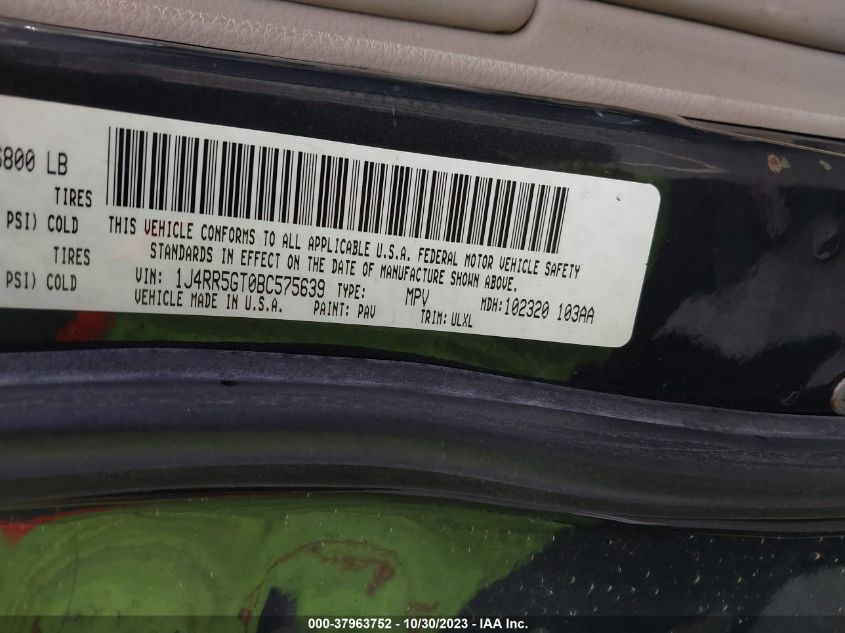 6800 LB
TIRES
PSI) COLD
TIRES
PSI) COLD
THIS VEHICLE CONFORMS TO ALL APPLICABLE U.S.A. FEDERAL MOTOR VEHICLE SAFETY
STANDARDS IN EFFECT ON THE DATE OF MANUFACTURE SHOWN ABOVE.
VIN: 1J4RR5GT0BC575639 TYPE: MPV MDH: 102320 103AA
VEHICLE MADE IN U.S.A. PAINT: PAV TRIM: ULXL
000-37963752 - 10/30/2023 - IAA Inc.